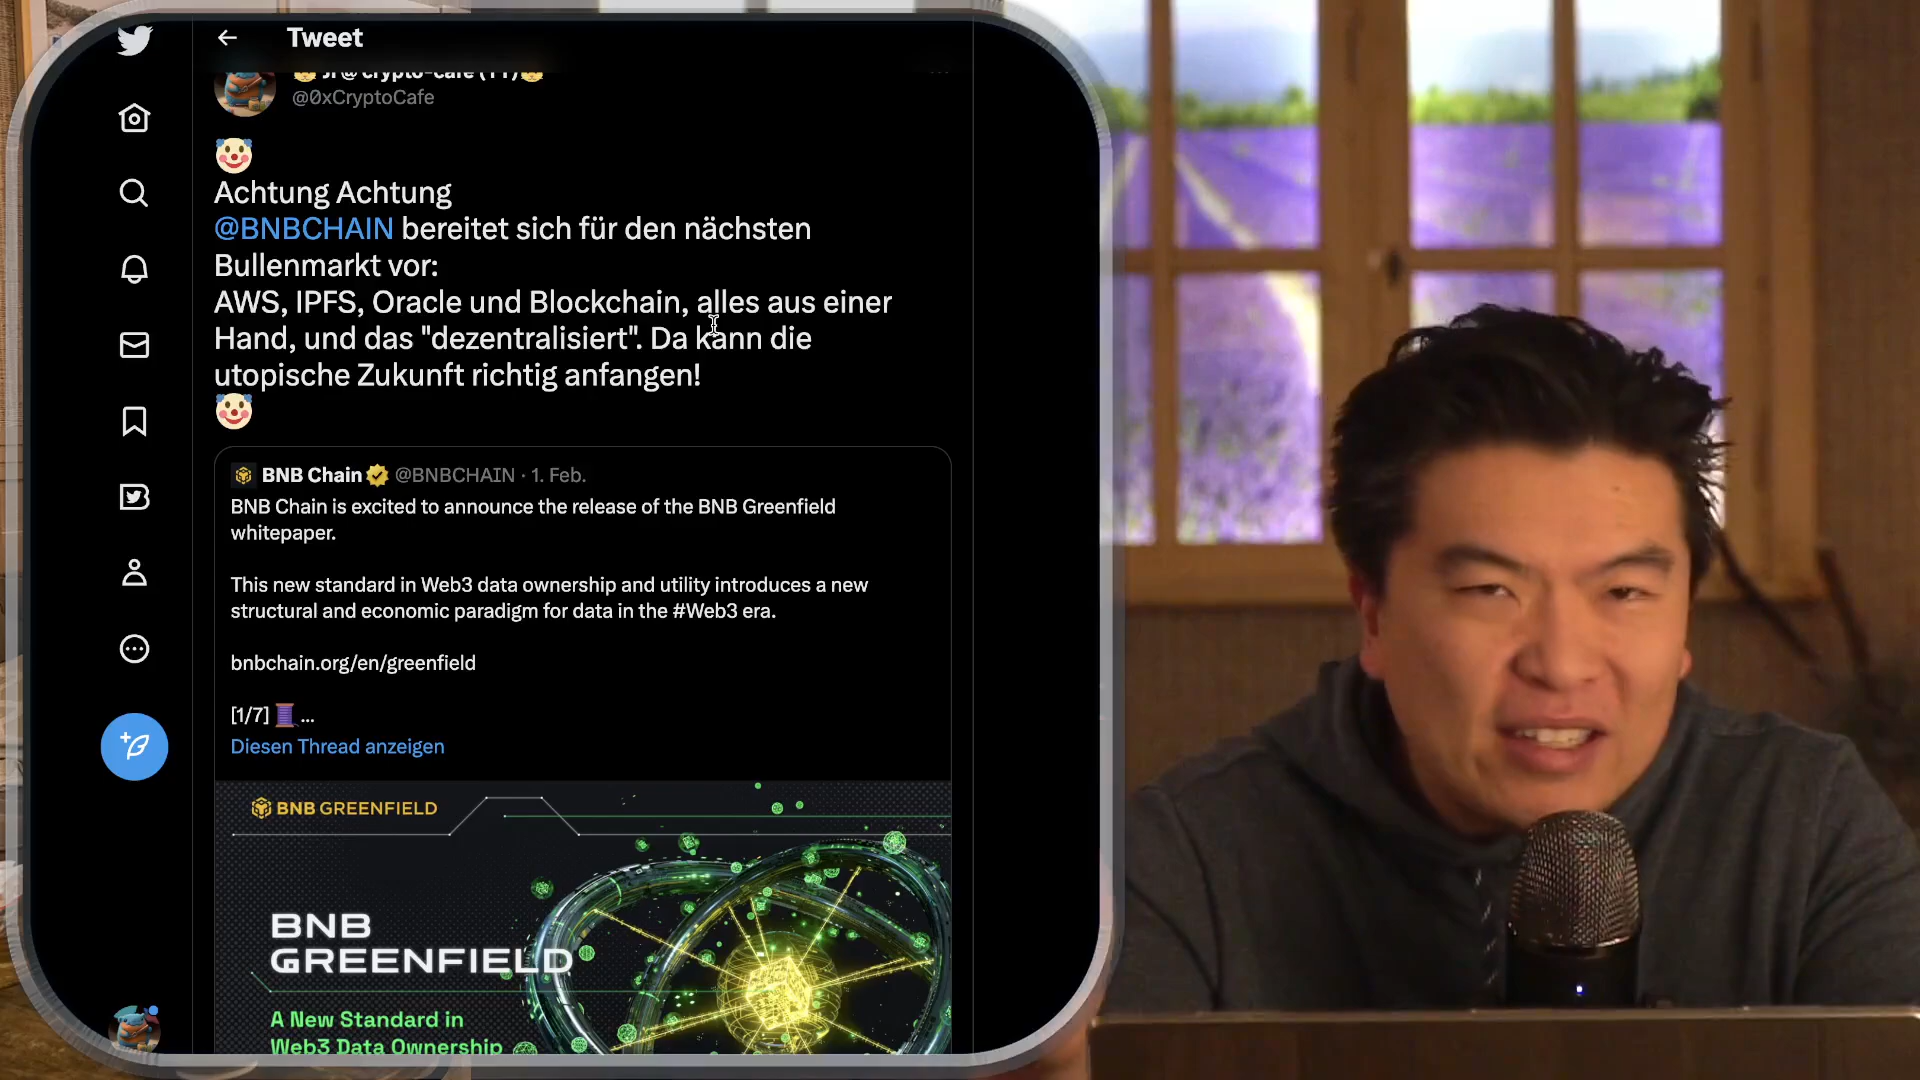 Tweet
@0xCryptoCafe
Achtung Achtung
@BNBCHAIN bereitet sich für den nächsten
Bullenmarkt vor:
AWS, IPFS, Oracle und Blockchain, alles aus einer
Hand, und das "dezentralisiert". Da kann die
utopische Zukunft richtig anfangen!
BNB Chain @BNBCHAIN · 1. Feb.
BNB Chain is excited to announce the release of the BNB Greenfield
whitepaper.
This new standard in Web3 data ownership and utility introduces a new
structural and economic paradigm for data in the #Web3 era.
bnbchain.org/en/greenfield
[1/7] 🧵...
Diesen Thread anzeigen
BNB GREENFIELD
BNB
GREENFIELD
A New Standard in
Web3 Data Ownership